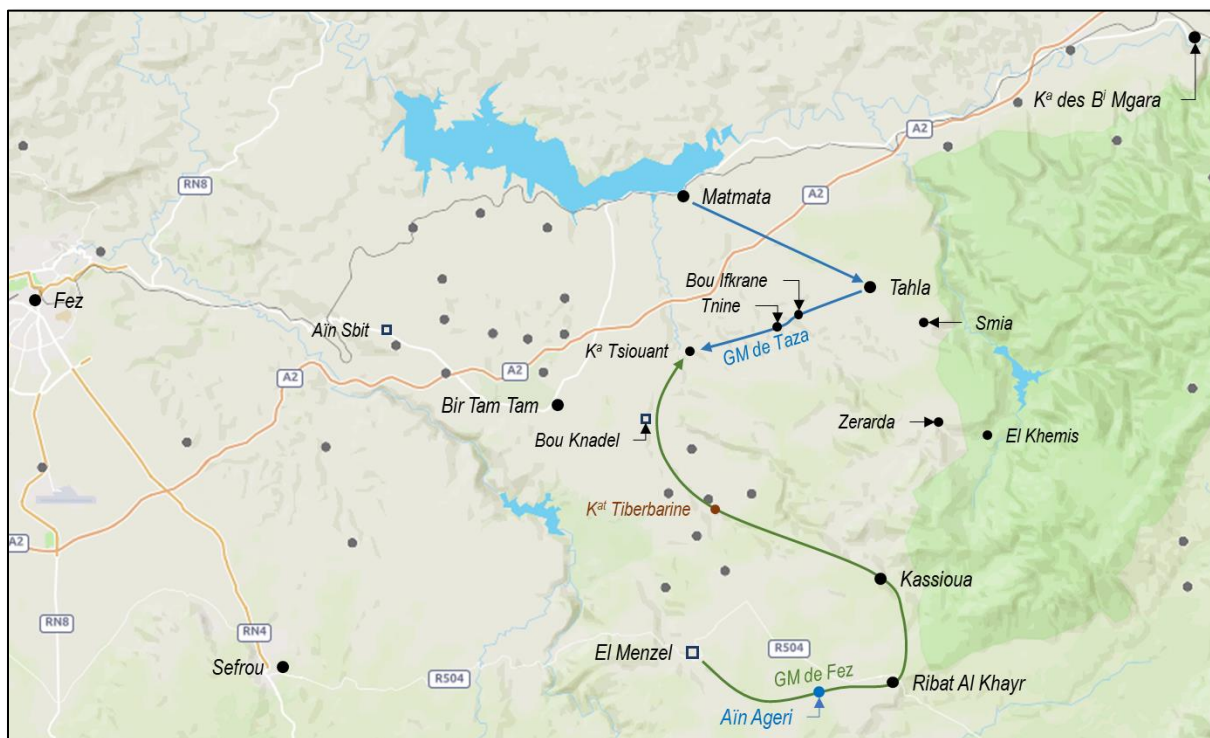 Kᵃ des Bⁱ Mgara
A2
RN8
Matmata
A2
Bou Ifkrane
Tnine
Tahla
Fez
Aïn Sbit
Smia
GM de Taza
Kᵃ Tsiouant
A2
A2
Bir Tam Tam
Bou Knadel
Zerarda
El Khemis
Kᵃᵗ Tiberbarine
A2
Kassioua
RN8
RN4
El Menzel
R504
Sefrou
R504
GM de Fez
Ribat Al Khayr
Aïn Ageri